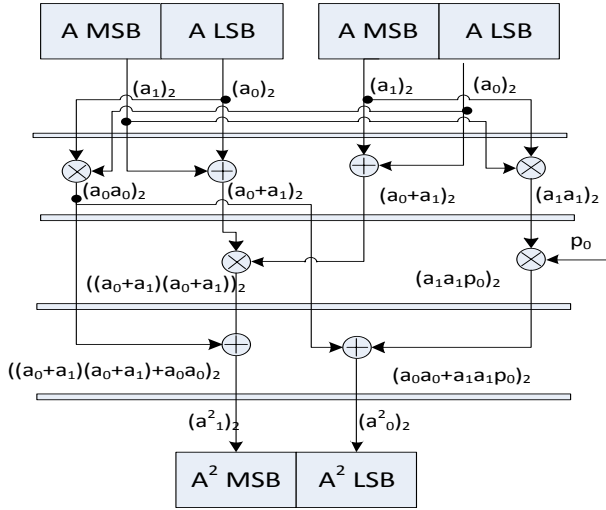 A MSB A LSB A MSB A LSB
(a₁)₂ (a₀)₂ (a₁)₂ (a₀)₂
(a₀a₀)₂ (a₀+a₁)₂ (a₀+a₁)₂ (a₁a₁)₂
p₀
((a₀+a₁)(a₀+a₁))₂ (a₁a₁p₀)₂
((a₀+a₁)(a₀+a₁)+a₀a₀)₂ (a₀a₀+a₁a₁p₀)₂
(a²₁)₂ (a²₀)₂
A² MSB A² LSB